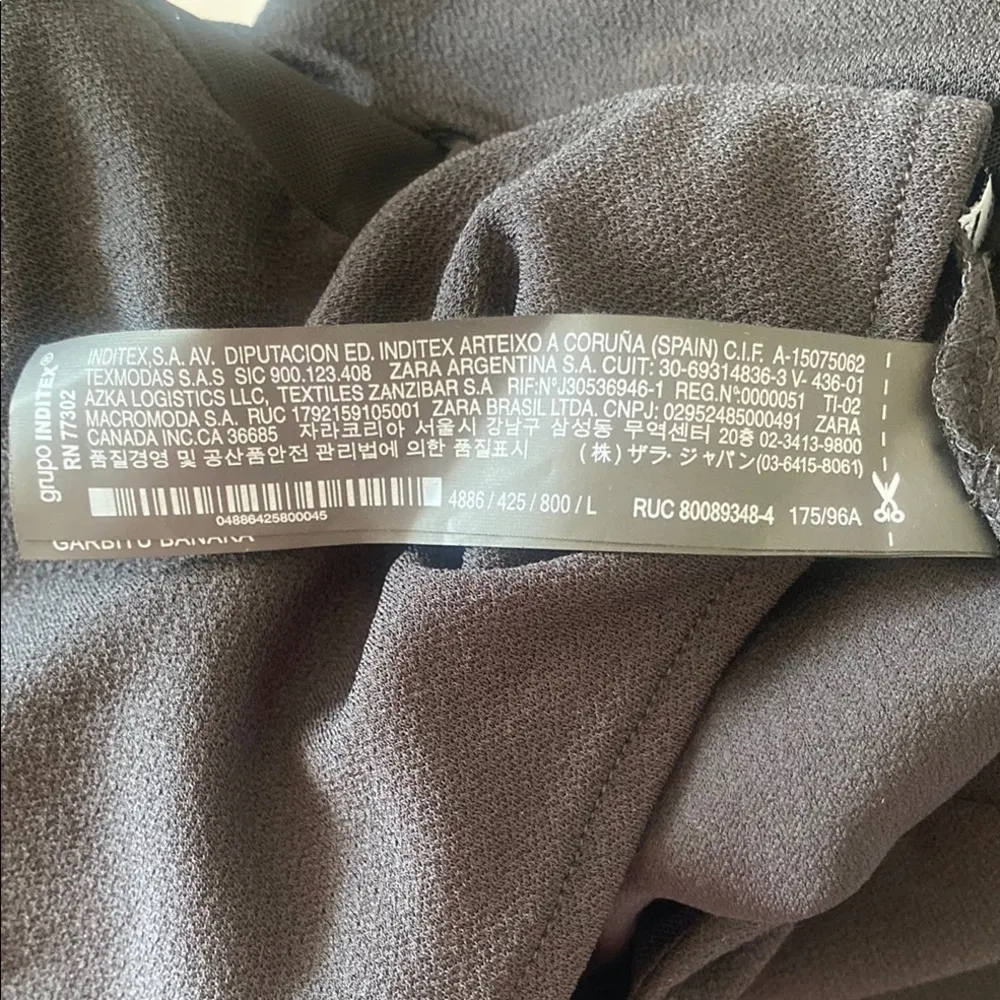 grupo INDITEX®
RN 77302
INDITEX,S.A. AV. DIPUTACION ED. INDITEX ARTEIXO A CORUÑA (SPAIN) C.I.F. A-15075062
TEXMODAS S.A.S SIC 900.123.408 ZARA ARGENTINA S.A. CUIT: 30-69314836-3 V- 436-01
AZKA LOGISTICS LLC, TEXTILES ZANZIBAR S.A RIF:Nº J30536946-1 REG.Nº:0000051 TI-02
MACROMODA S.A. RUC 1792159105001 ZARA BRASIL LTDA. CNPJ: 02952485000491 ZARA
CANADA INC.CA 36685 자라코리아 서울시 강남구 삼성동 무역센터 20층 02-3413-9800
품질경영 및 공산품안전 관리법에 의한 품질표시 (株) ザラ・ジャパン(03-6415-8061)
04886425800045
4886 / 425 / 800 / L RUC 80089348-4 175/96A
GARBITU BANAKA